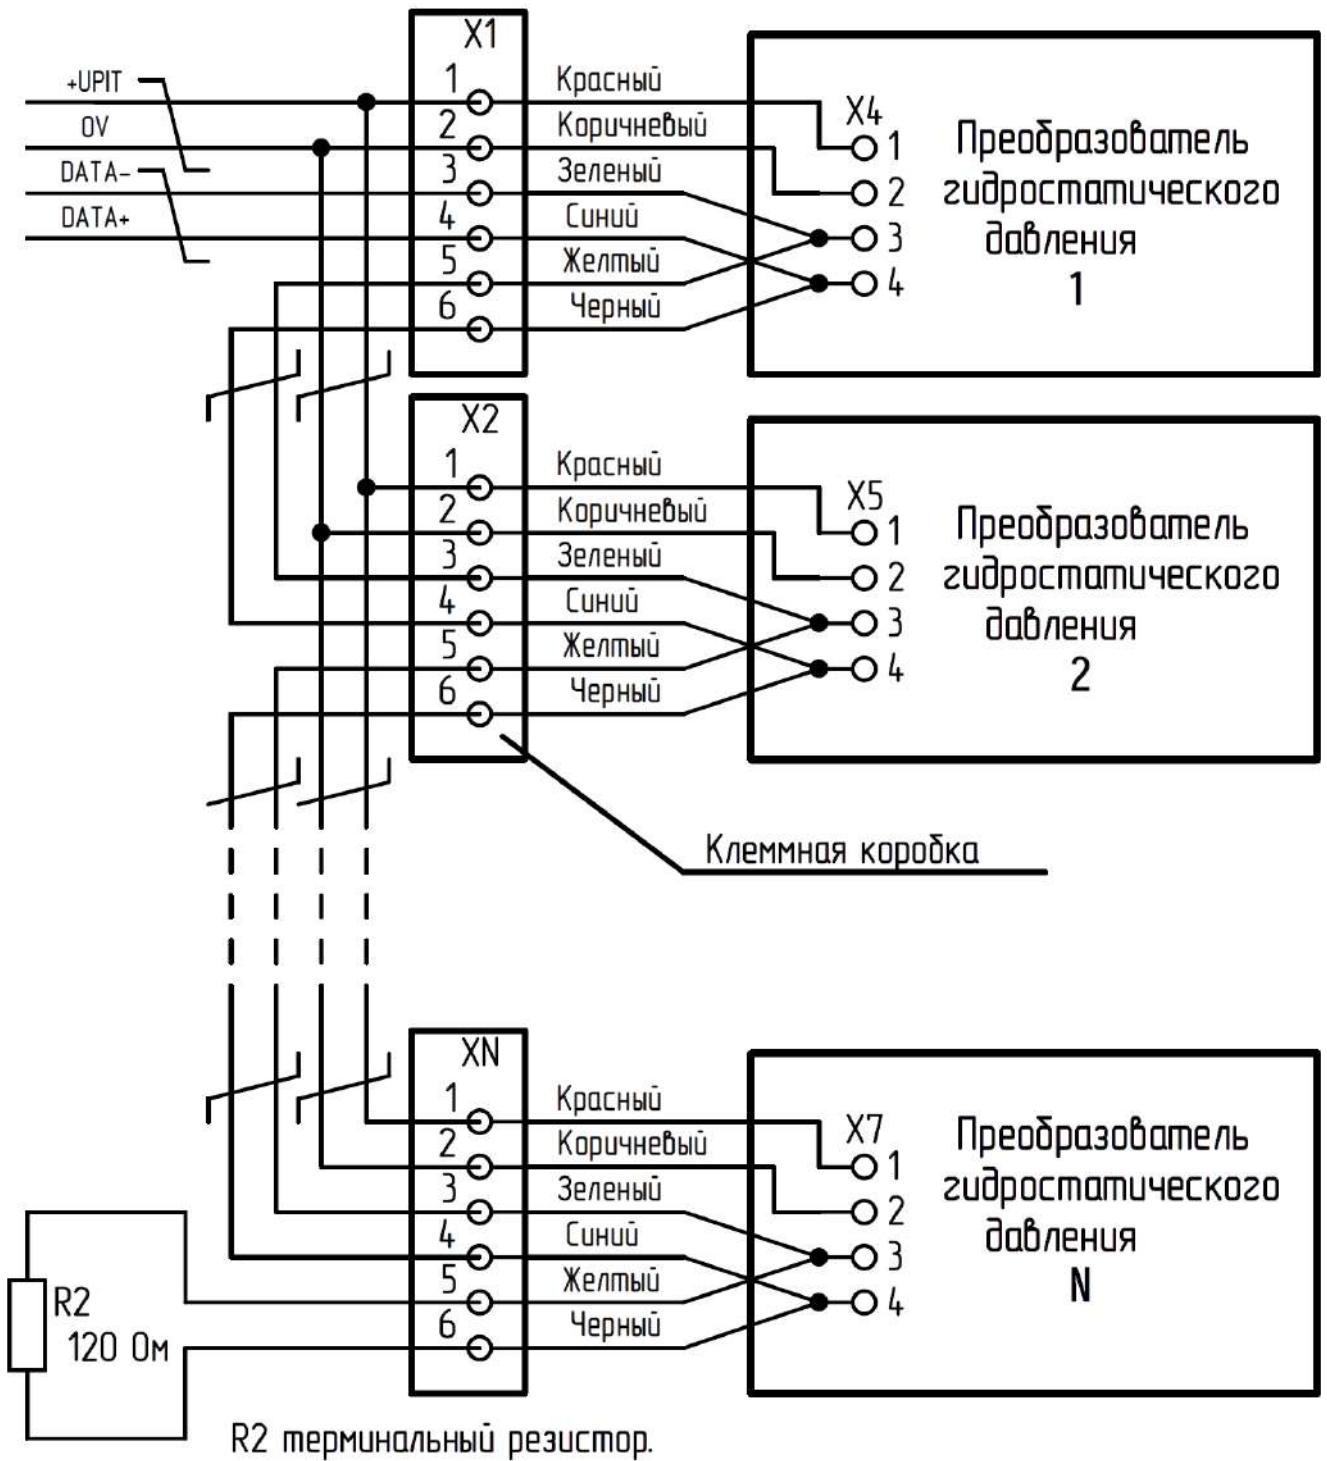 X1
+UPIT
1
Красный
0V
2
Коричневый
X4
1
Преобразователь
DATA-
3
Зеленый
2
гидростатического
DATA+
4
Синий
3
давления
5
Желтый
4
1
6
Черный
X2
1
Красный
X5
2
Коричневый
1
Преобразователь
3
Зеленый
2
гидростатического
4
Синий
3
давления
5
Желтый
4
2
6
Черный
Клеммная коробка
XN
1
Красный
X7
2
Коричневый
1
Преобразователь
3
Зеленый
2
гидростатического
4
Синий
3
давления
5
Желтый
4
N
R2
6
Черный
120 Ом
R2 терминальный резистор.